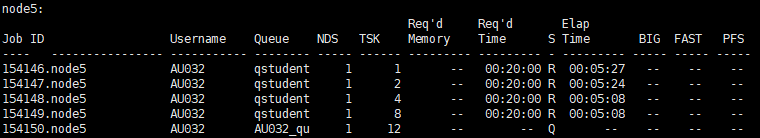 node5:
Req'd Req'd Elap
Job ID Username Queue NDS TSK Memory Time S Time BIG FAST PFS
---- ---------------- ----------- -------- ----- ------ --------- --------- - --------- ----- ----- -----
154146.node5 AU032 qstudent 1 1 -- 00:20:00 R 00:05:27 -- -- --
154147.node5 AU032 qstudent 1 2 -- 00:20:00 R 00:05:24 -- -- --
154148.node5 AU032 qstudent 1 4 -- 00:20:00 R 00:05:08 -- -- --
154149.node5 AU032 qstudent 1 8 -- 00:20:00 R 00:05:08 -- -- --
154150.node5 AU032 AU032_qu 1 12 -- -- Q -- -- -- --